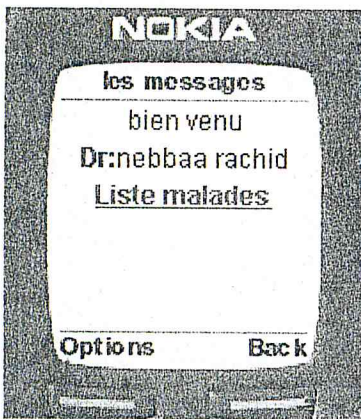 NOKIA
les messages
bien venu
Dr:nebbaa rachid
Liste malades
Options Back